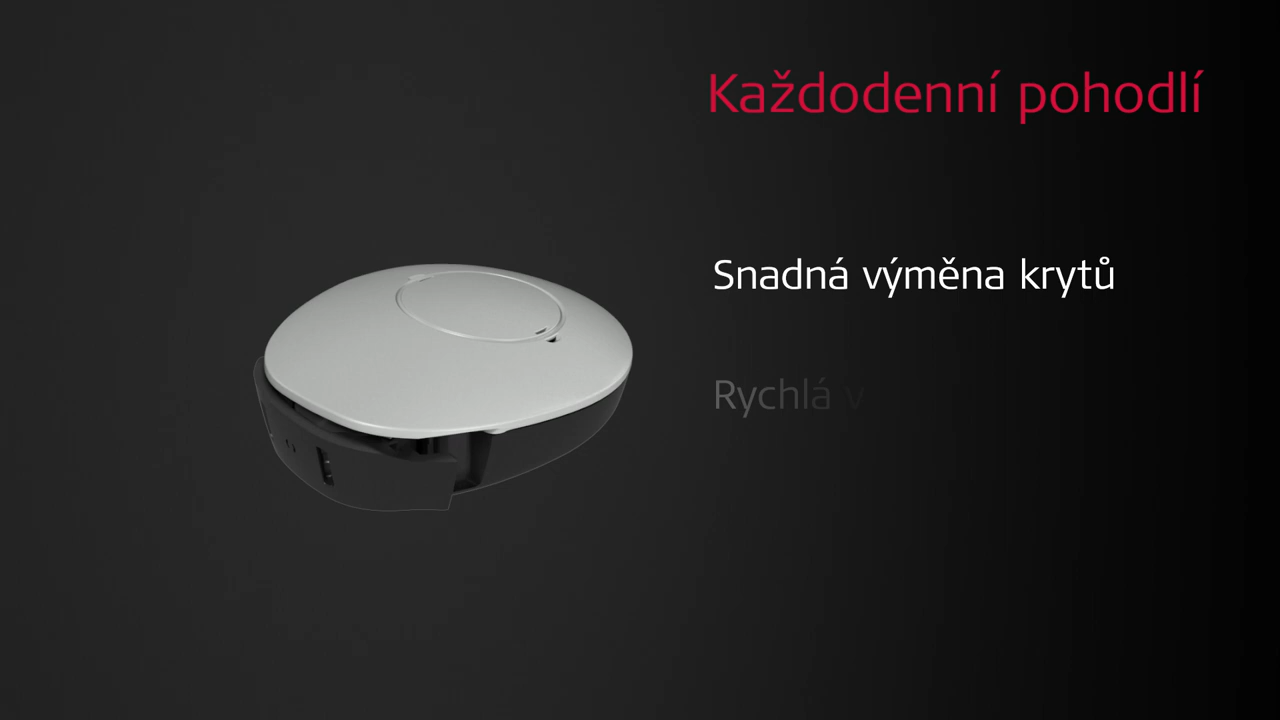 Každodenní pohodlí
Snadná výměna krytů
Rychlá v